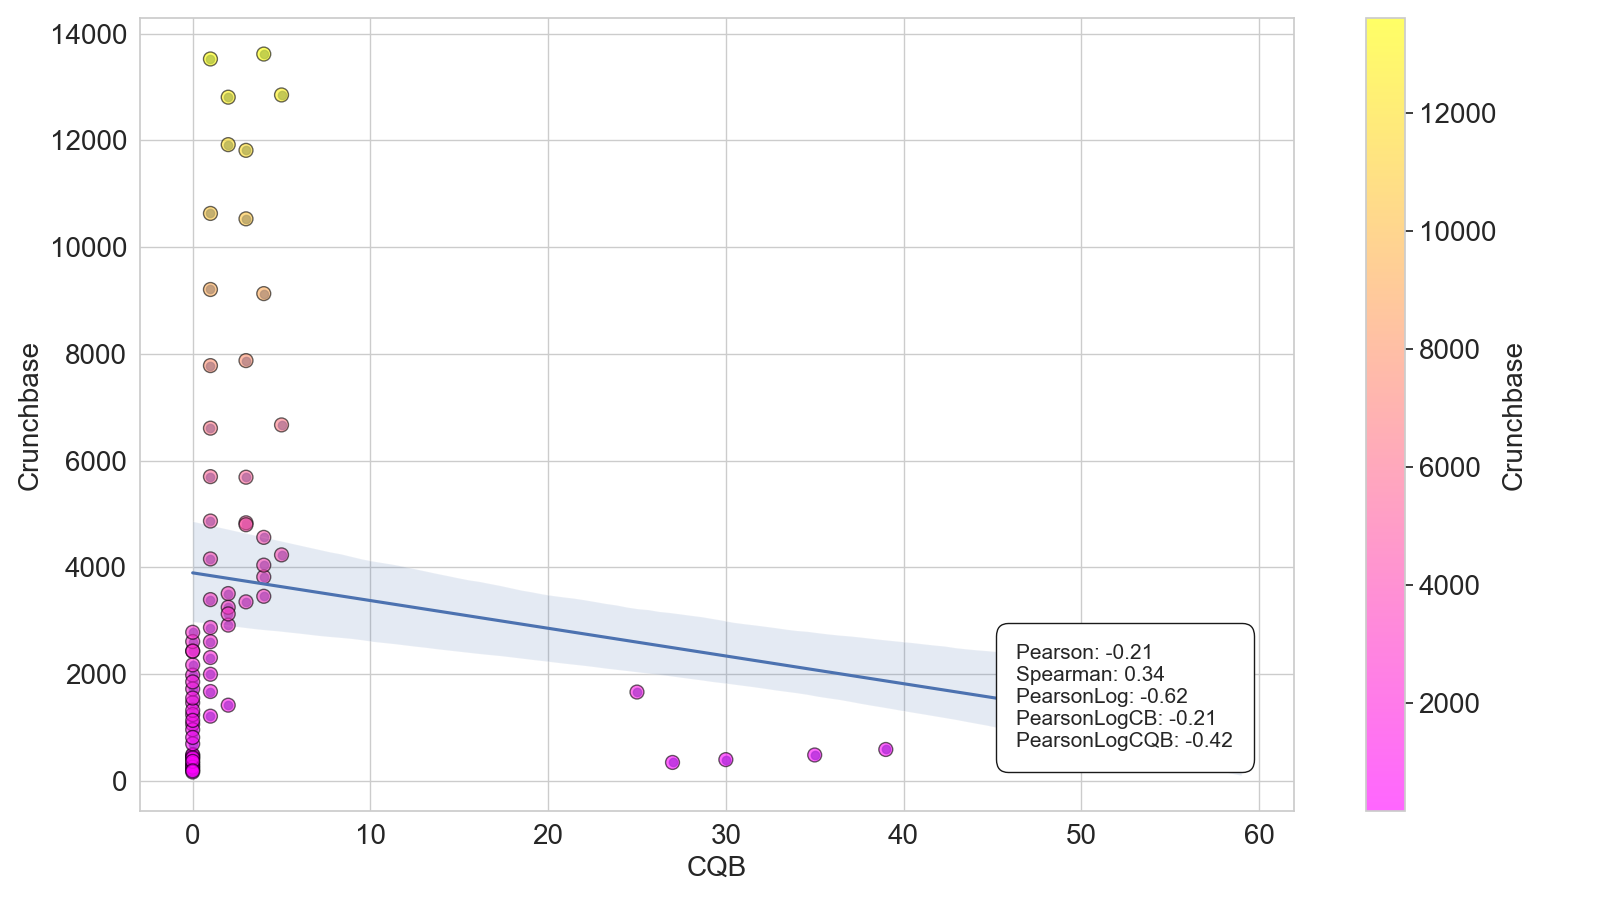 14000
12000
10000
8000
6000
4000
2000
0
Crunchbase
0 10 20 30 40 50 60
CQB
Pearson: -0.21
Spearman: 0.34
PearsonLog: -0.62
PearsonLogCB: -0.21
PearsonLogCQB: -0.42
12000
10000
8000
6000
4000
2000
Crunchbase